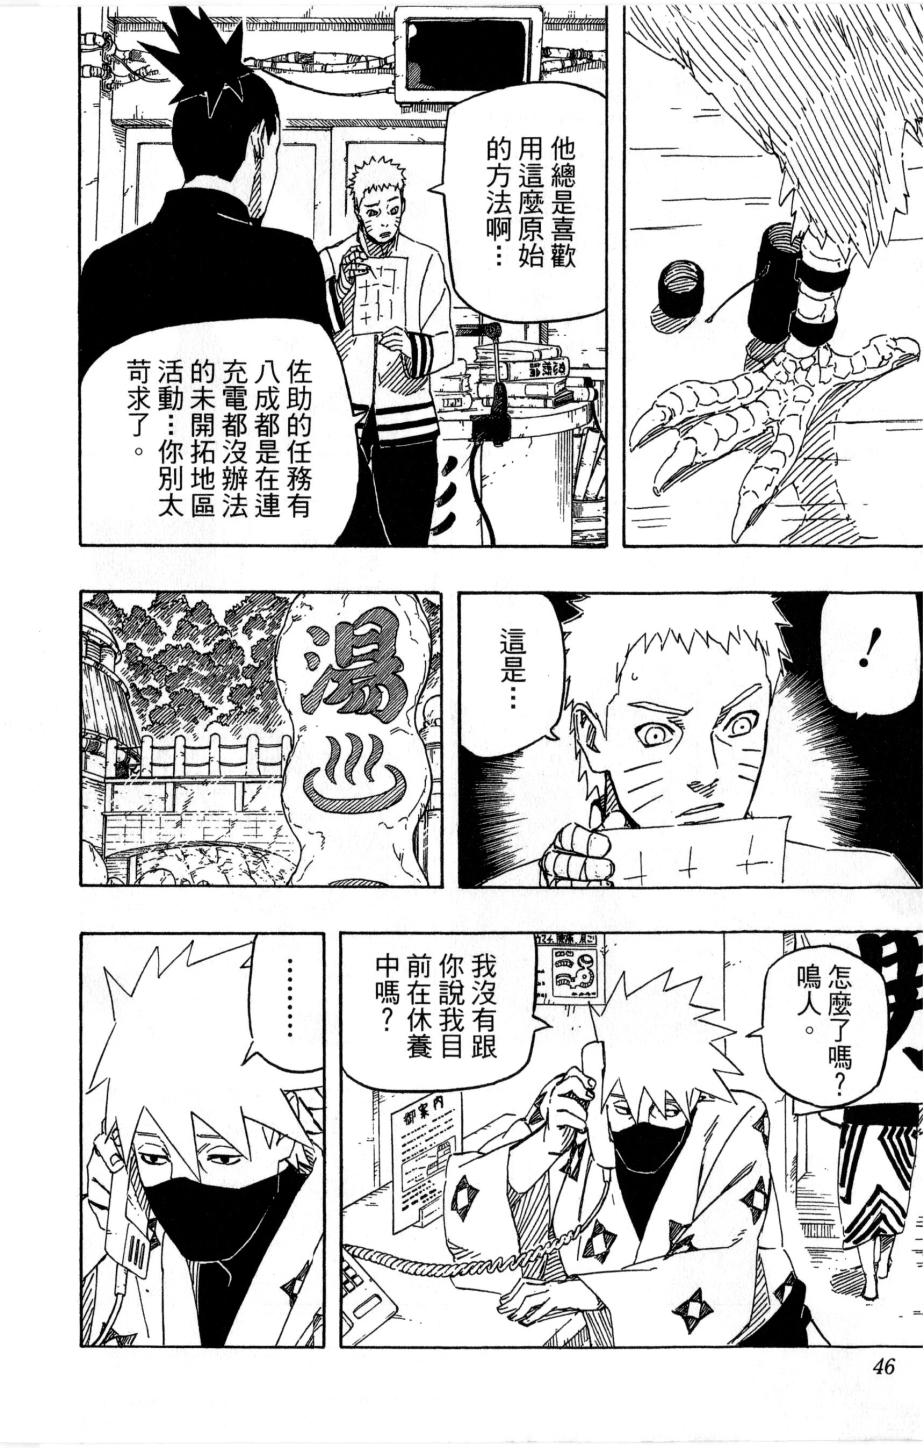 他總是喜歡
用這麼原始
的方法啊…
佐助的任務有
八成都是在連
充電都沒辦法
的未開拓地區
活動…你別太
苛求了。
！
這是…
湯
怎麼了嗎？
鳴人。
御案內
我沒有跟
你說我目
前在休養
中嗎？
………
46